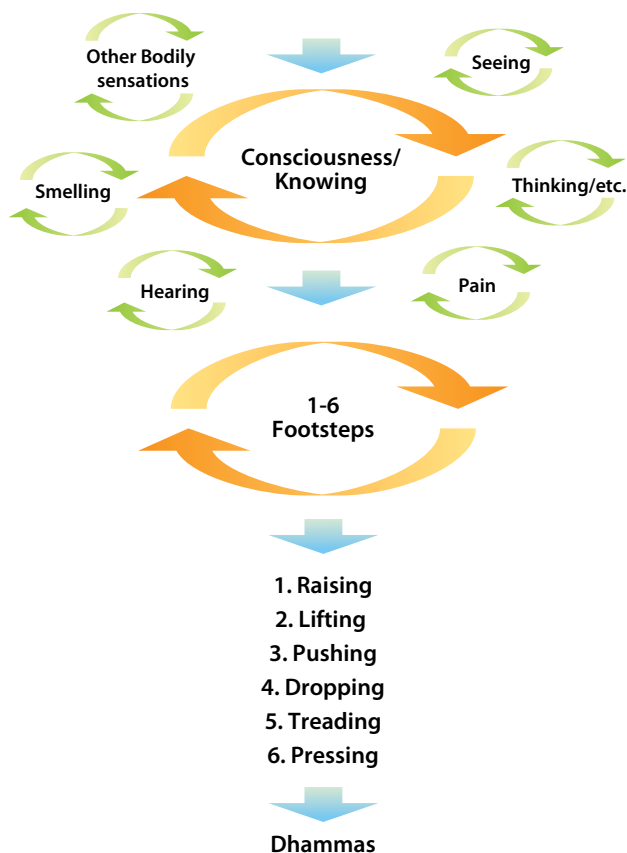 Other Bodily
sensations
Seeing
Consciousness/
Knowing
Smelling
Thinking/etc.
Hearing
Pain
1-6
Footsteps
1. Raising
2. Lifting
3. Pushing
4. Dropping
5. Treading
6. Pressing
Dhammas